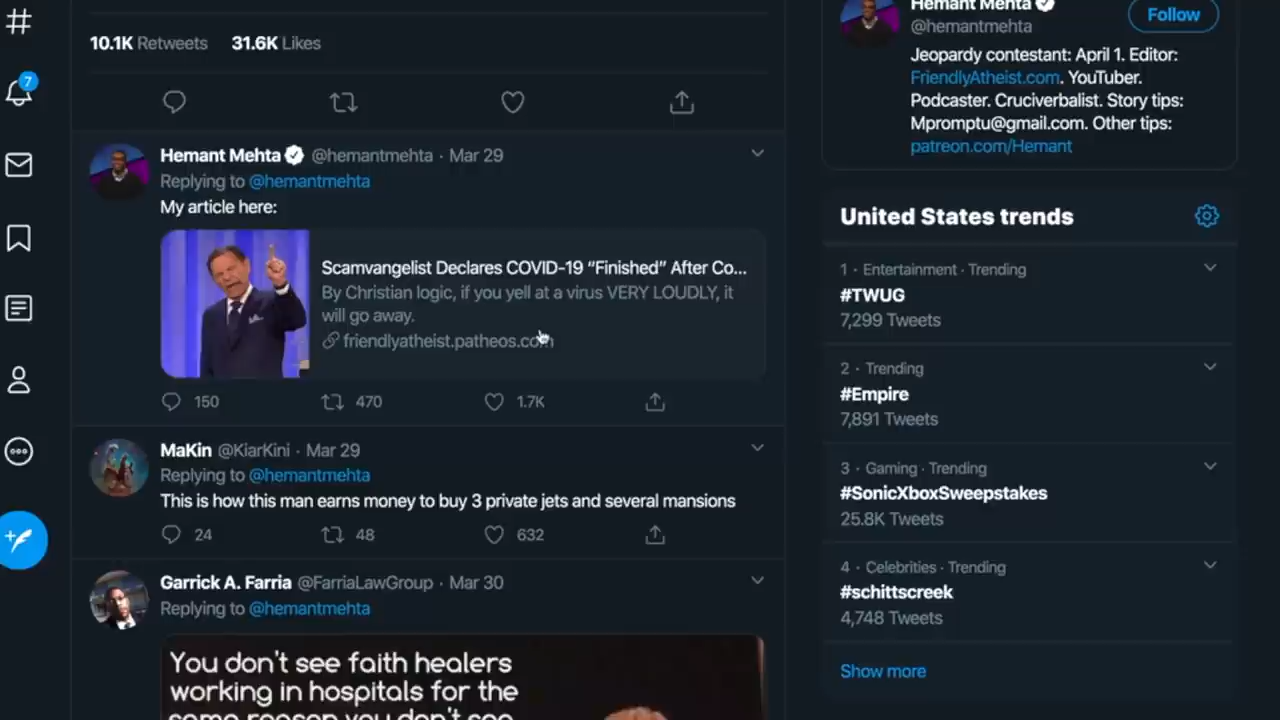 10.1K Retweets 31.6K Likes
Hemant Mehta @hemantmehta · Mar 29
Replying to @hemantmehta
My article here:
Scamvangelist Declares COVID-19 “Finished” After Co...
By Christian logic, if you yell at a virus VERY LOUDLY, it
will go away.
friendlyatheist.patheos.com
150 470 1.7K
MaKin @KiarKini · Mar 29
Replying to @hemantmehta
This is how this man earns money to buy 3 private jets and several mansions
24 48 632
Garrick A. Farria @FarriaLawGroup · Mar 30
Replying to @hemantmehta
You don't see faith healers
working in hospitals for the
same reason you don't see
7
Hemant Mehta
@hemantmehta
Follow
Jeopardy contestant: April 1. Editor:
FriendlyAtheist.com. YouTuber.
Podcaster. Cruciverbalist. Story tips:
Mpromptu@gmail.com. Other tips:
patreon.com/Hemant
United States trends
1 · Entertainment · Trending
#TWUG
7,299 Tweets
2 · Trending
#Empire
7,891 Tweets
3 · Gaming · Trending
#SonicXboxSweepstakes
25.8K Tweets
4 · Celebrities · Trending
#schittscreek
4,748 Tweets
Show more